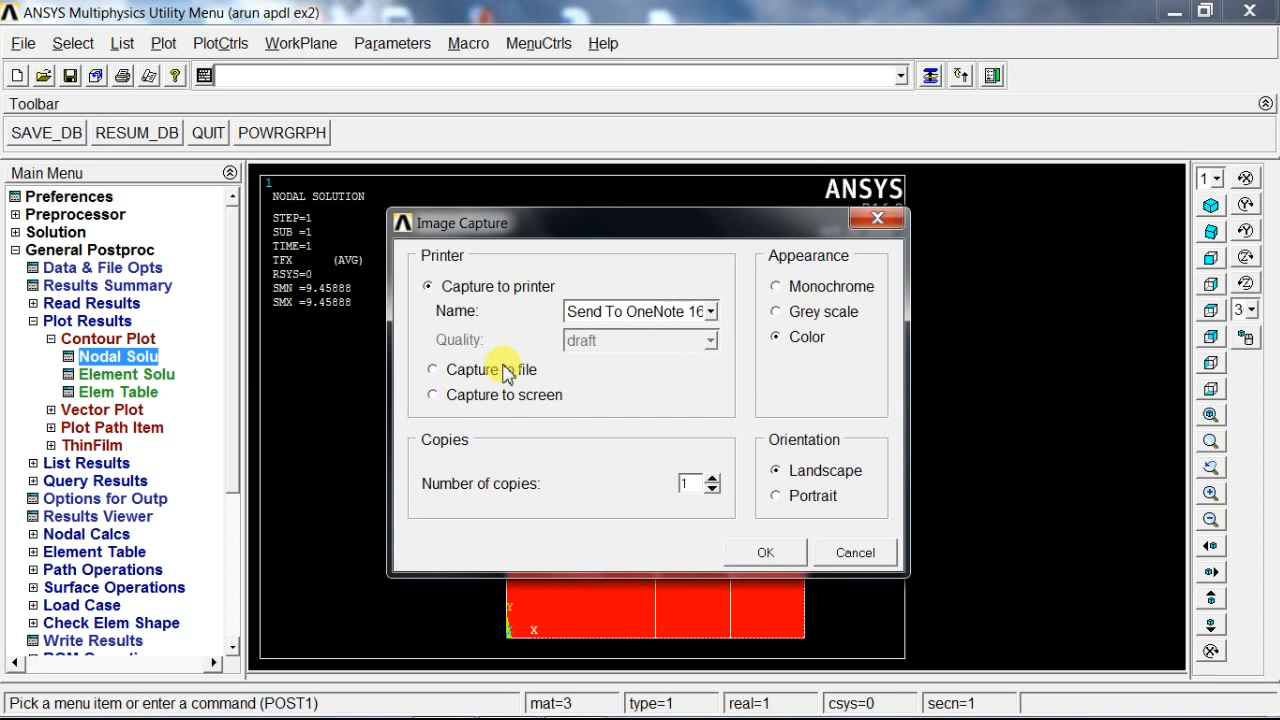 ANSYS Multiphysics Utility Menu (arun apdl ex2)
File Select List Plot PlotCtrls WorkPlane Parameters Macro MenuCtrls Help
Toolbar
SAVE_DB RESUM_DB QUIT POWRGRPH
Main Menu
Preferences
Preprocessor
Solution
General Postproc
Data & File Opts
Results Summary
Read Results
Plot Results
Contour Plot
Nodal Solu
Element Solu
Elem Table
Vector Plot
Plot Path Item
ThinFilm
List Results
Query Results
Options for Outp
Results Viewer
Nodal Calcs
Element Table
Path Operations
Surface Operations
Load Case
Check Elem Shape
Write Results
1
NODAL SOLUTION
STEP=1
SUB =1
TIME=1
TFX (AVG)
RSYS=0
SMN =9.45888
SMX =9.45888
ANSYS
Image Capture
Printer
Capture to printer
Name: Send To OneNote 16
Quality: draft
Capture to file
Capture to screen
Copies
Number of copies: 1
Appearance
Monochrome
Grey scale
Color
Orientation
Landscape
Portrait
OK Cancel
Y
X
1
3
Pick a menu item or enter a command (POST1) mat=3 type=1 real=1 csys=0 secn=1